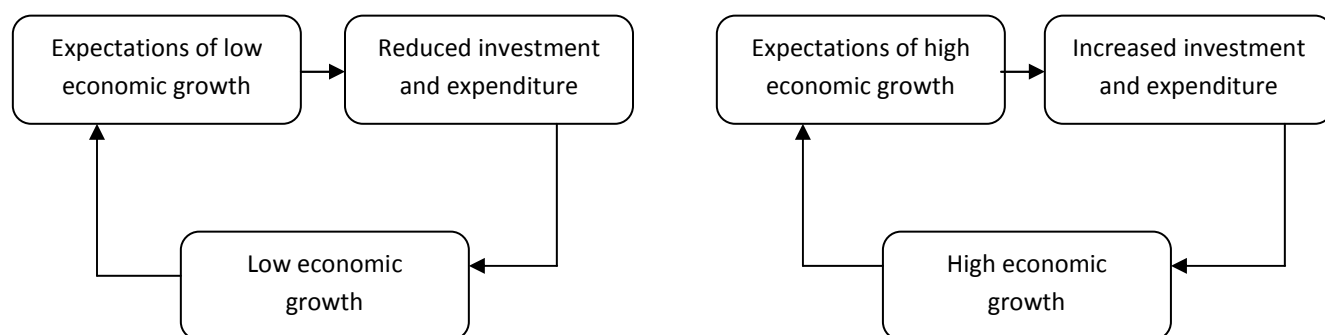 Expectations of low
economic growth
Reduced investment
and expenditure
Low economic
growth
Expectations of high
economic growth
Increased investment
and expenditure
High economic
growth